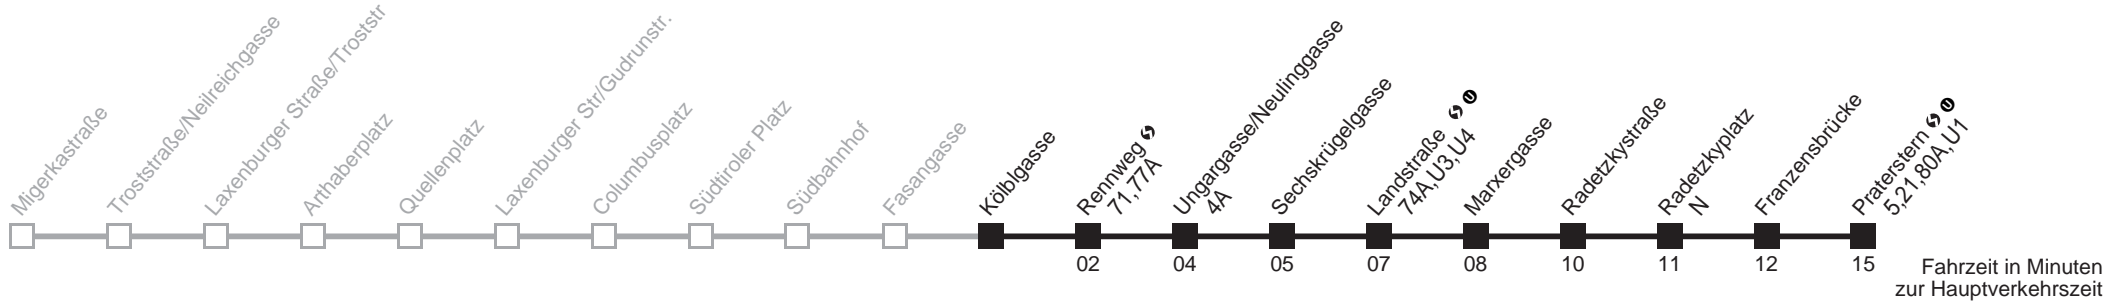 Migerkastraße
Troststraße/Neilreichgasse
Laxenburger Straße/Troststr
Arthaberplatz
Quellenplatz
Laxenburger Str/Gudrunstr.
Columbusplatz
Südtiroler Platz
Südbahnhof
Fasangasse
Kölblgasse
Rennweg S
71,77A
Ungargasse/Neulinggasse
4A
Sechskrügelgasse
Landstraße S U
74A,U3,U4
Marxergasse
Radetzkystraße
Radetzkyplatz
N
Franzensbrücke
Praterstern S U
5,21,80A,U1
02 04 05 07 08 10 11 12 15
Fahrzeit in Minuten
zur Hauptverkehrszeit